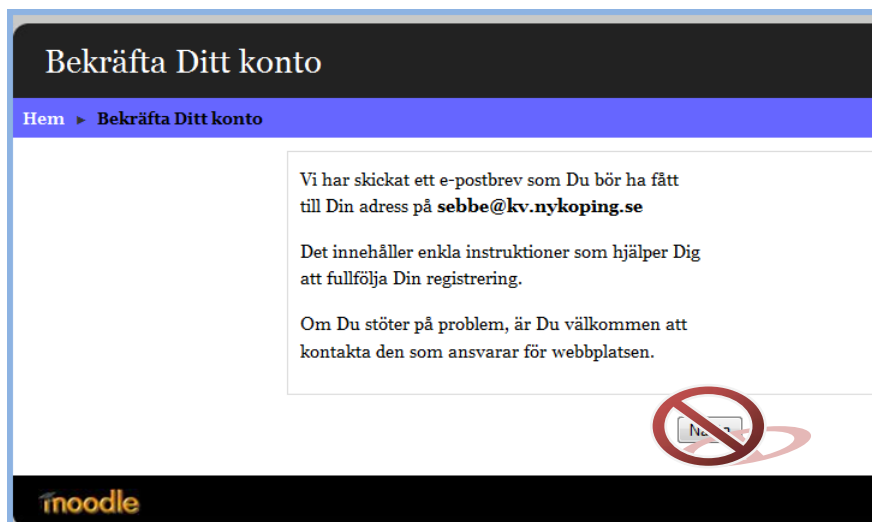 Bekräfta Ditt konto
Hem ► Bekräfta Ditt konto
Vi har skickat ett e-postbrev som Du bör ha fått
till Din adress på sebbe@kv.nykoping.se
Det innehåller enkla instruktioner som hjälper Dig
att fullfölja Din registrering.
Om Du stöter på problem, är Du välkommen att
kontakta den som ansvarar för webbplatsen.
moodle